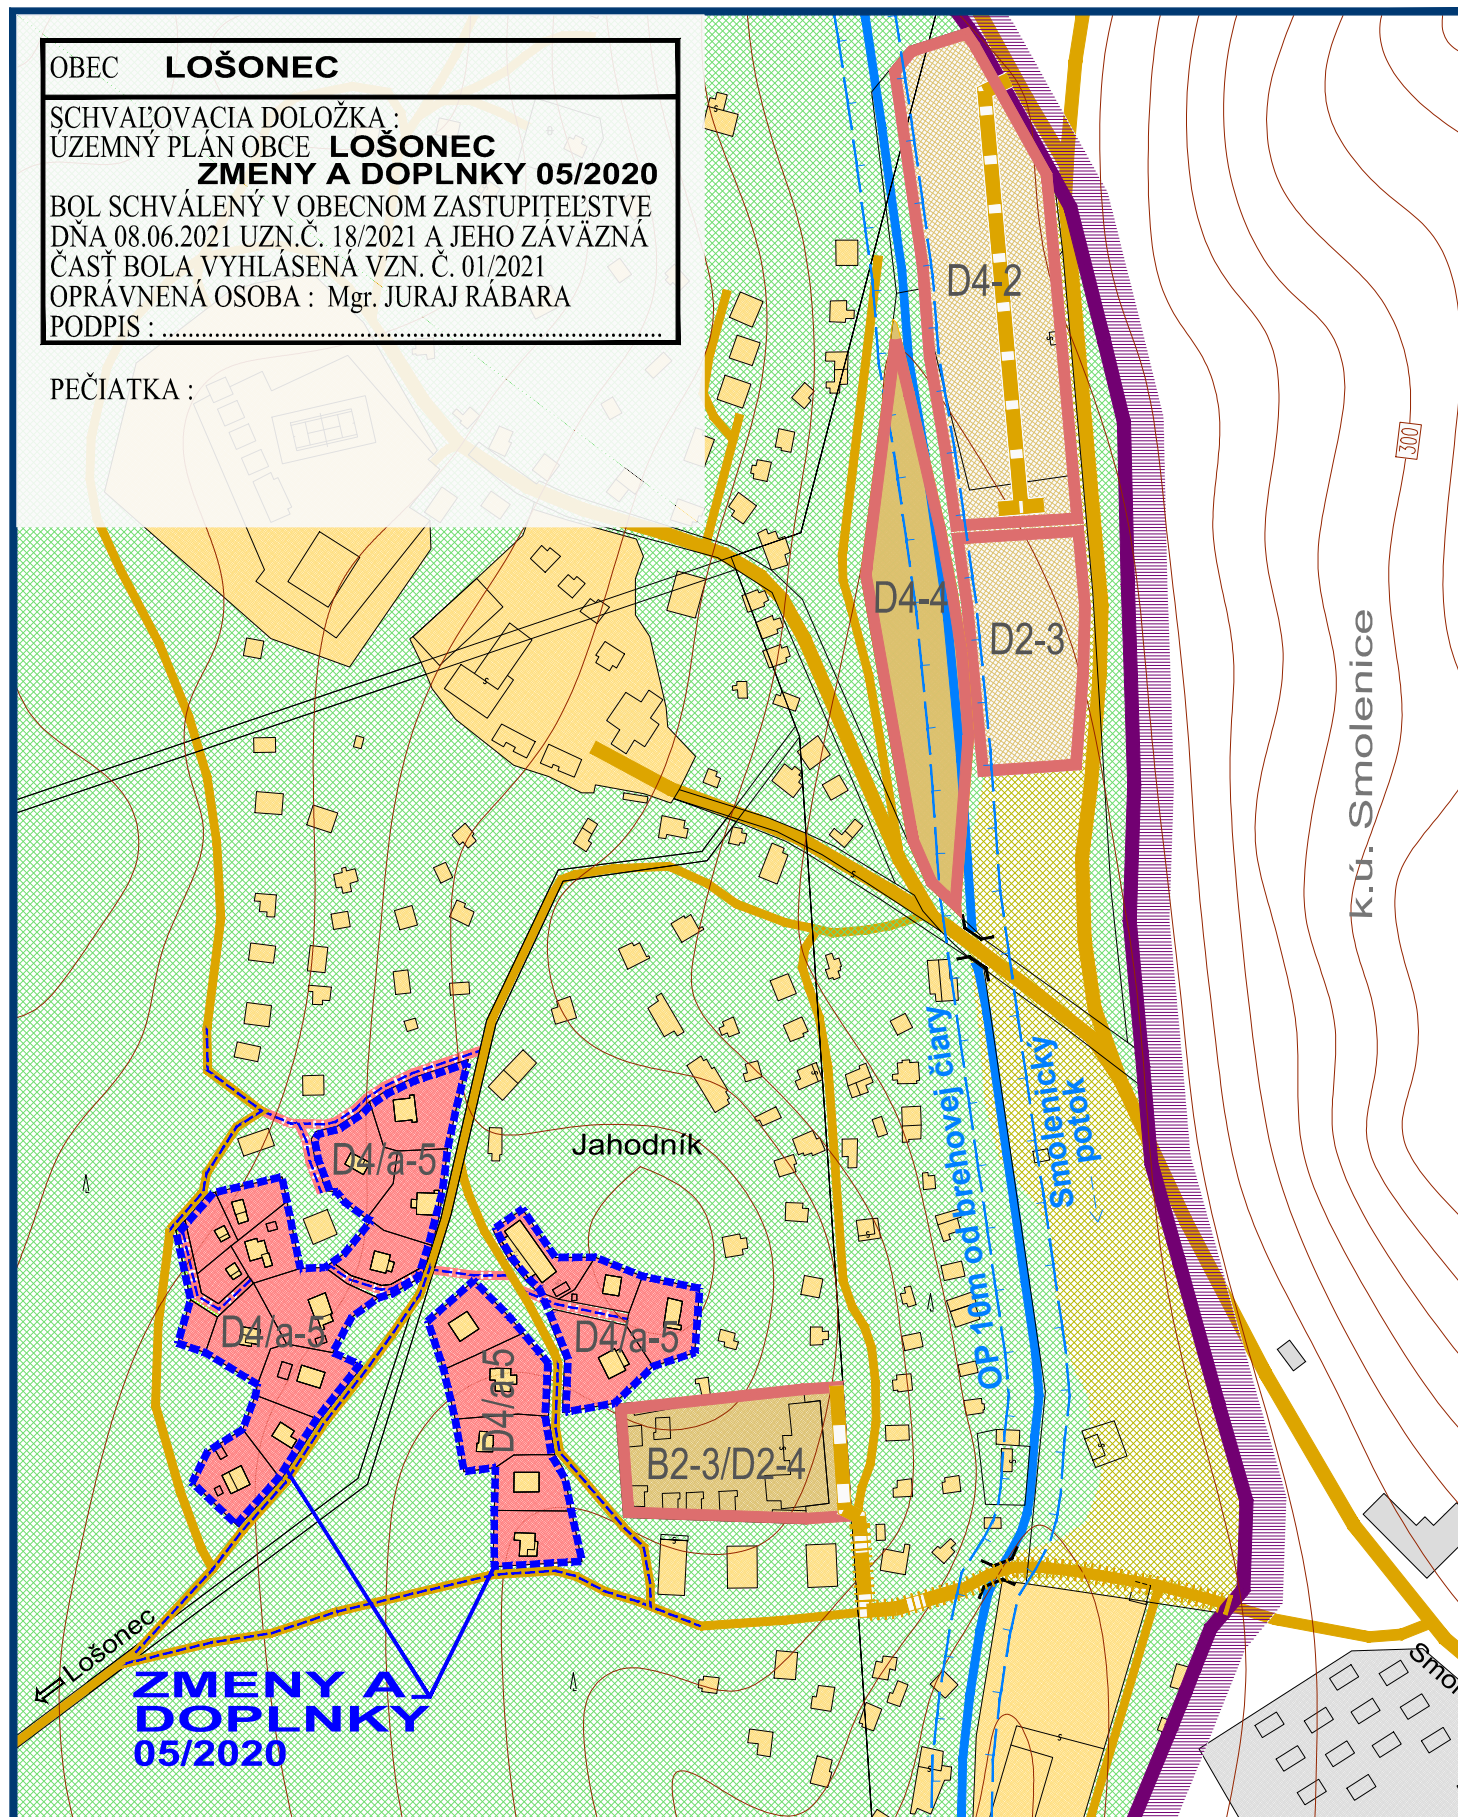 OBEC LOŠONEC
SCHVAĽOVACIA DOLOŽKA :
ÚZEMNÝ PLÁN OBCE LOŠONEC
ZMENY A DOPLNKY 05/2020
BOL SCHVÁLENÝ V OBECNOM ZASTUPITEĽSTVE
DŇA 08.06.2021 UZN.Č. 18/2021 A JEHO ZÁVÄZNÁ
ČASŤ BOLA VYHLÁSENÁ VZN. Č. 01/2021
OPRÁVNENÁ OSOBA : Mgr. JURAJ RÁBARA
PODPIS : ............................................................................
PEČIATKA :
D4-2
300
D4-4
D2-3
k.ú. Smolenice
OP 10m od brehovej čiary
Smolenický
potok
Jahodník
D4/a-5
D4/a-5
D4/a-5
D4/a-5
B2-3/D2-4
Lošonec
ZMENY A
DOPLNKY
05/2020